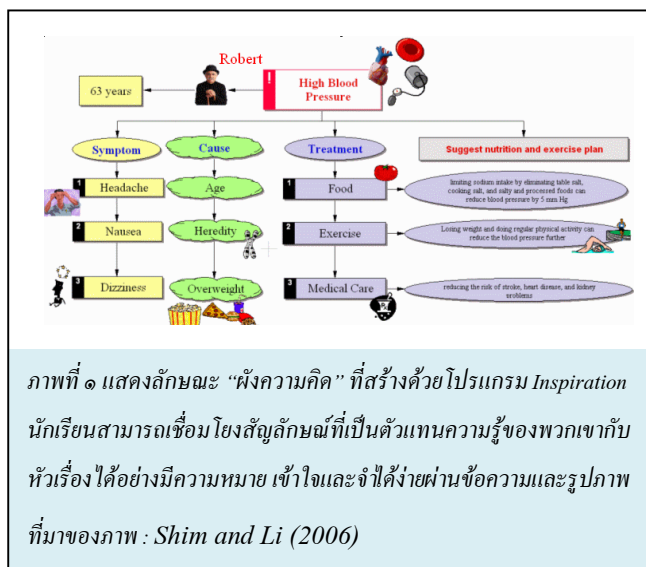 Robert
63 years
High Blood
Pressure
Symptom
Cause
Treatment
Suggest nutrition and exercise plan
1
Headache
Age
1
Food
limiting sodium intake by eliminating table salt,
cooking salt, and salty and processed foods can
reduce blood pressure by 5 mm Hg
2
Nausea
Heredity
2
Exercise
Losing weight and doing regular physical activity can
reduce the blood pressure further
3
Dizziness
Overweight
3
Medical Care
reducing the risk of stroke, heart disease, and kidney
problems
ภาพที่ ๑ แสดงลักษณะ “ผังความคิด” ที่สร้างด้วยโปรแกรม Inspiration
นักเรียนสามารถเชื่อมโยงสัญลักษณ์ที่เป็นตัวแทนความรู้ของพวกเขากับ
หัวเรื่องได้อย่างมีความหมาย เข้าใจและจำได้ง่ายผ่านข้อความและรูปภาพ
ที่มาของภาพ : Shim and Li (2006)